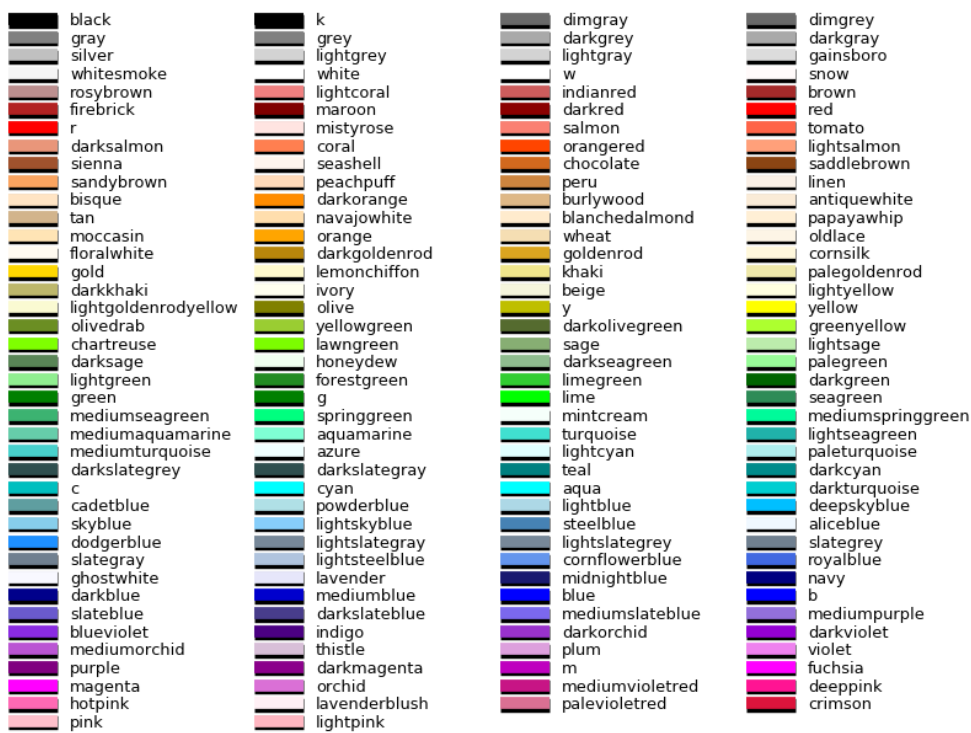 black k dimgray dimgrey
gray grey darkgrey darkgray
silver lightgrey lightgray gainsboro
whitesmoke white w snow
rosybrown lightcoral indianred brown
firebrick maroon darkred red
r mistyrose salmon tomato
darksalmon coral orangered lightsalmon
sienna seashell chocolate saddlebrown
sandybrown peachpuff peru linen
bisque darkorange burlywood antiquewhite
tan navajowhite blanchedalmond papayawhip
moccasin orange wheat oldlace
floralwhite darkgoldenrod goldenrod cornsilk
gold lemonchiffon khaki palegoldenrod
darkkhaki ivory beige lightyellow
lightgoldenrodyellow olive y yellow
olivedrab yellowgreen darkolivegreen greenyellow
chartreuse lawngreen sage lightsage
darksage honeydew darkseagreen palegreen
lightgreen forestgreen limegreen darkgreen
green g lime seagreen
mediumseagreen springgreen mintcream mediumspringgreen
mediumaquamarine aquamarine turquoise lightseagreen
mediumturquoise azure lightcyan paleturquoise
darkslategrey darkslategray teal darkcyan
c cyan aqua darkturquoise
cadetblue powderblue lightblue deepskyblue
skyblue lightskyblue steelblue aliceblue
dodgerblue lightslategray lightslategrey slategrey
slategray lightsteelblue cornflowerblue royalblue
ghostwhite lavender midnightblue navy
darkblue mediumblue blue b
slateblue darkslateblue mediumslateblue mediumpurple
blueviolet indigo darkorchid darkviolet
mediumorchid thistle plum violet
purple darkmagenta m fuchsia
magenta orchid mediumvioletred deeppink
hotpink lavenderblush palevioletred crimson
pink lightpink